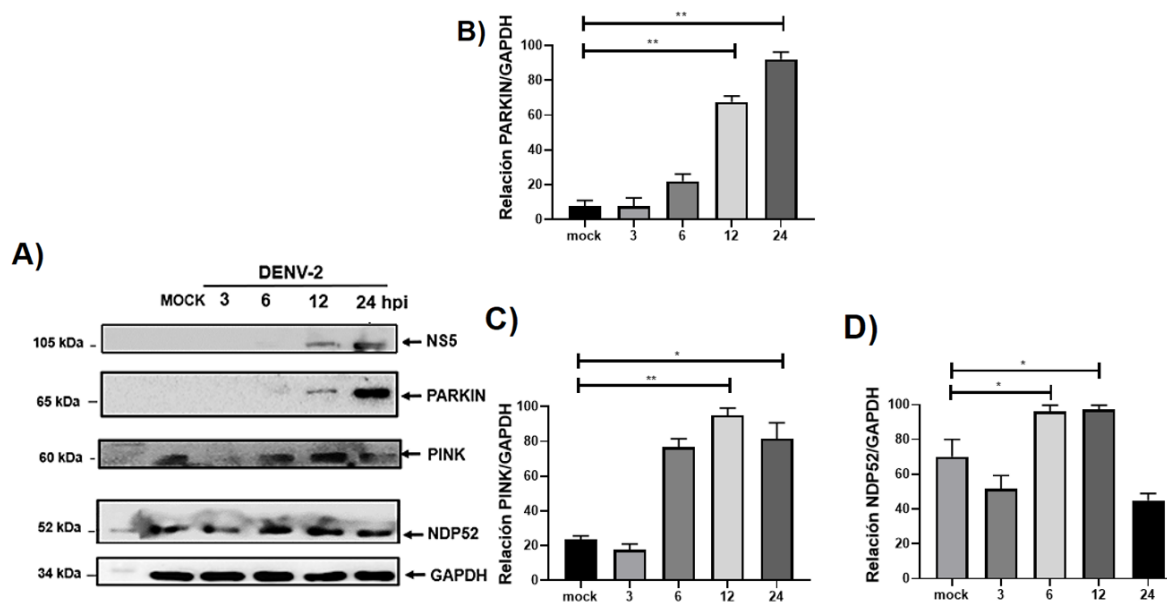 B)
Relación PARKIN/GAPDH
100
80
60
40
20
0
**
**
mock 3 6 12 24
A)
DENV-2
MOCK 3 6 12 24 hpi
105 kDa NS5
65 kDa PARKIN
60 kDa PINK
52 kDa NDP52
34 kDa GAPDH
C)
Relación PINK/GAPDH
100
80
60
40
20
0
*
**
mock 3 6 12 24
D)
Relación NDP52/GAPDH
100
80
60
40
20
0
*
*
mock 3 6 12 24